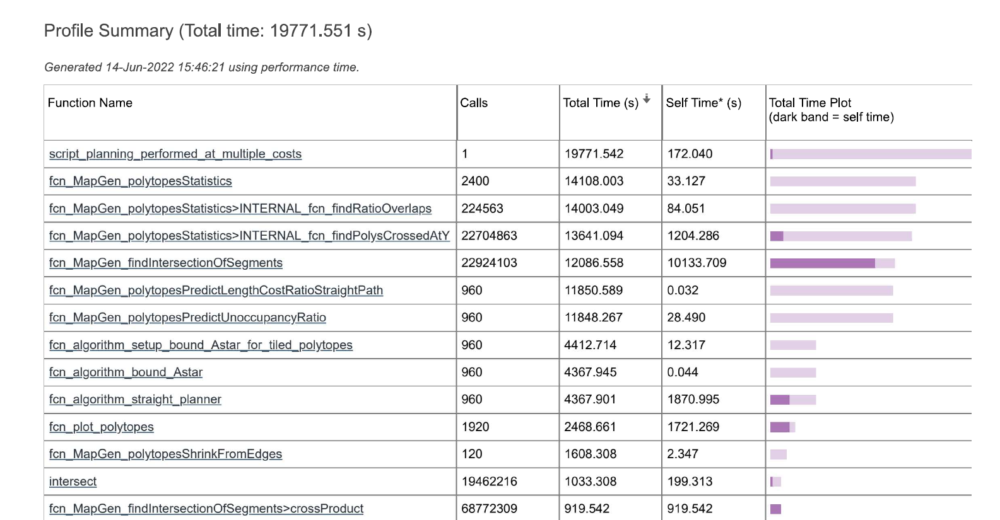 Profile Summary (Total time: 19771.551 s)
Generated 14-Jun-2022 15:46:21 using performance time.
Function Name Calls Total Time (s) Self Time* (s) Total Time Plot
(dark band = self time)
script_planning_performed_at_multiple_costs 1 19771.542 172.040
fcn_MapGen_polytopesStatistics 2400 14108.003 33.127
fcn_MapGen_polytopesStatistics>INTERNAL_fcn_findRatioOverlaps 224563 14003.049 84.051
fcn_MapGen_polytopesStatistics>INTERNAL_fcn_findPolysCrossedAtY 22704863 13641.094 1204.286
fcn_MapGen_findIntersectionOfSegments 22924103 12086.558 10133.709
fcn_MapGen_polytopesPredictLengthCostRatioStraightPath 960 11850.589 0.032
fcn_MapGen_polytopesPredictUnoccupancyRatio 960 11848.267 28.490
fcn_algorithm_setup_bound_Astar_for_tiled_polytopes 960 4412.714 12.317
fcn_algorithm_bound_Astar 960 4367.945 0.044
fcn_algorithm_straight_planner 960 4367.901 1870.995
fcn_plot_polytopes 1920 2468.661 1721.269
fcn_MapGen_polytopesShrinkFromEdges 120 1608.308 2.347
intersect 19462216 1033.308 199.313
fcn_MapGen_findIntersectionOfSegments>crossProduct 68772309 919.542 919.542